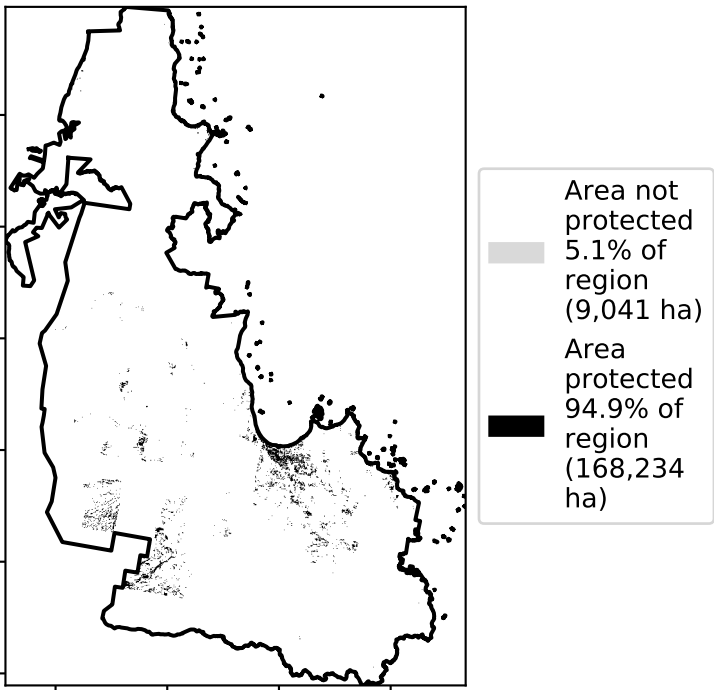 Area not
protected
5.1% of
region
(9,041 ha)
Area
protected
94.9% of
region
(168,234
ha)